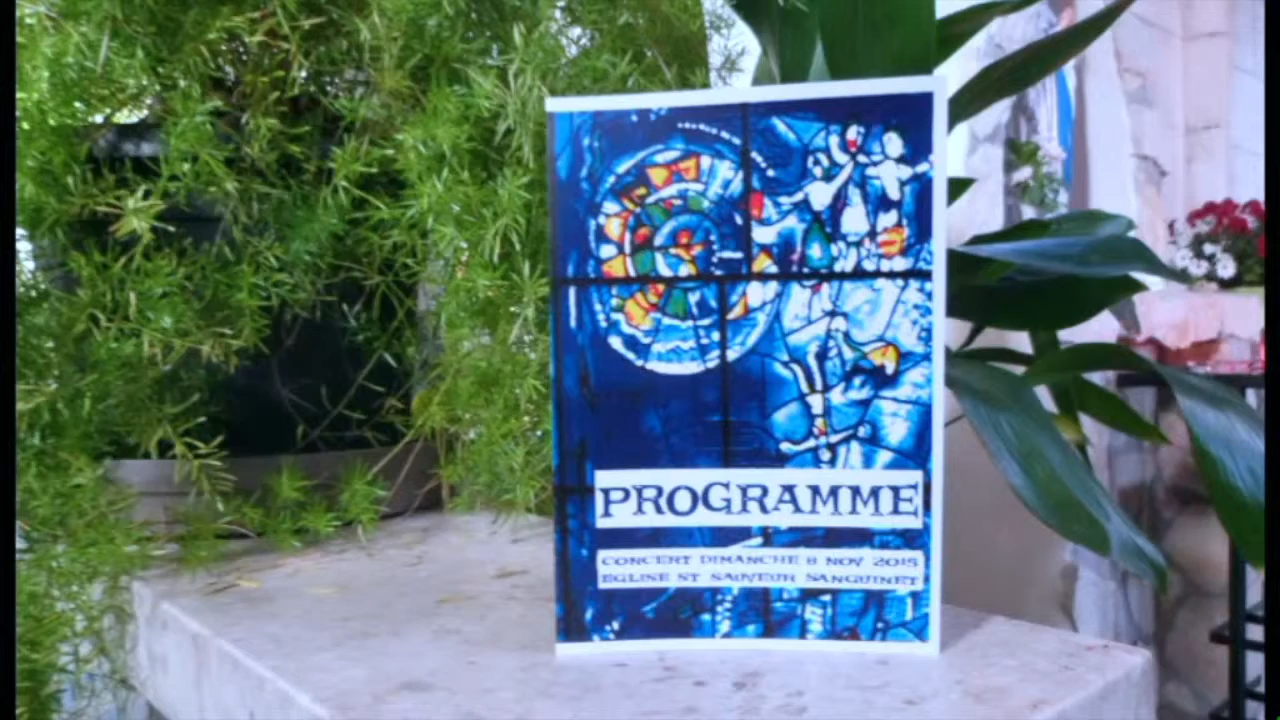 PROGRAMME
CONCERT DIMANCHE 8 NOV 2015
EGLISE ST SAUVEUR SANGUINET